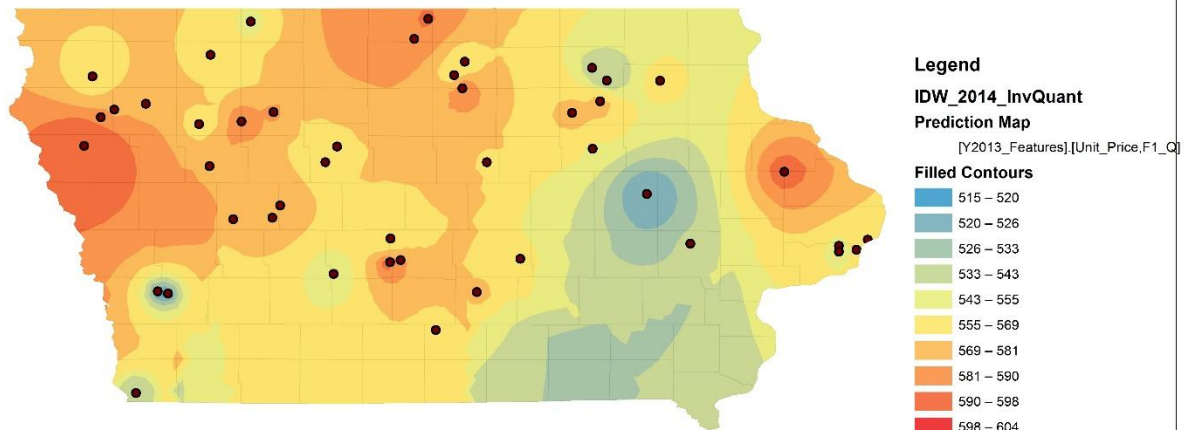 Legend
IDW_2014_InvQuant
Prediction Map
[Y2013_Features].[Unit_Price,F1_Q]
Filled Contours
515 – 520
520 – 526
526 – 533
533 – 543
543 – 555
555 – 569
569 – 581
581 – 590
590 – 598
598 – 604